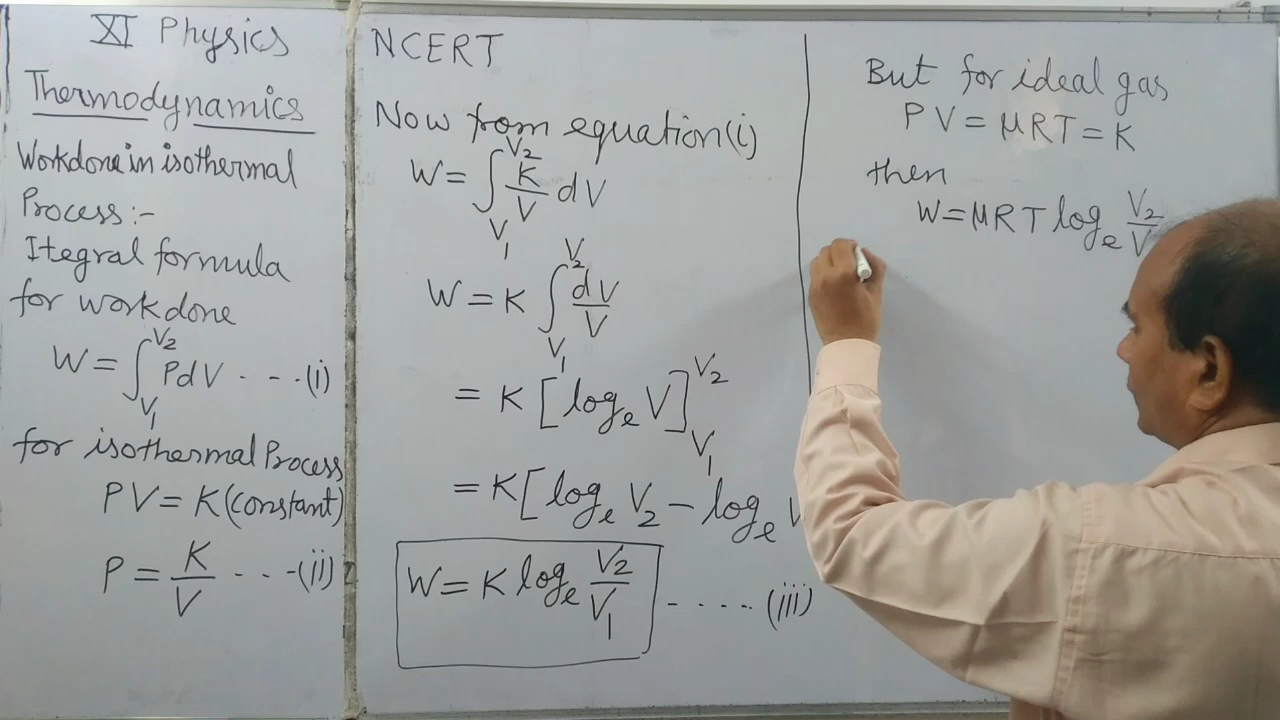 XI Physics
Thermodynamics
Workdone in isothermal
Process:-
Itegral formula
for workdone
W = ∫_{V₁}^{V₂} PdV - - - (i)
for isothermal Process
PV = K (constant)
P = K/V - - - (ii)
NCERT
Now from equation (i)
W = ∫_{V₁}^{V₂} K/V dV
W = K ∫_{V₁}^{V₂} dV/V
= K [logₑ V]_{V₁}^{V₂}
= K [logₑ V₂ - logₑ V
W = K logₑ V₂/V₁ - - - - - (iii)
But for ideal gas
PV = μRT = K
then
W = μRT logₑ V₂/V